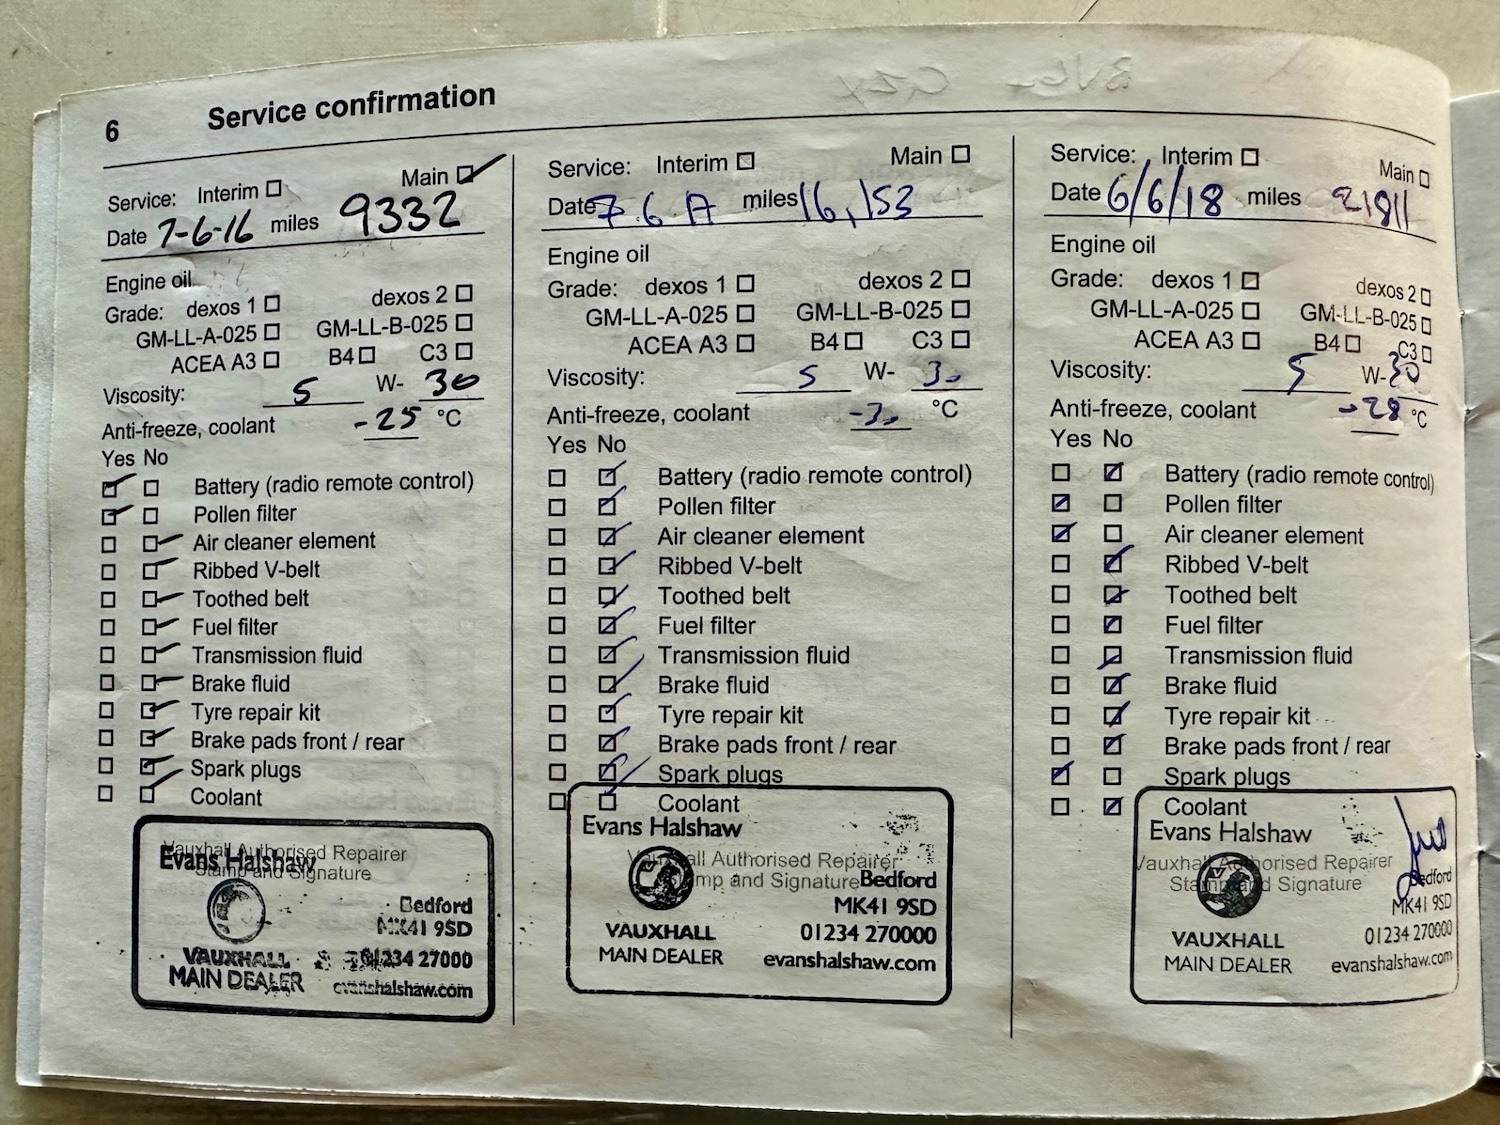 6 Service confirmation
Service: Interim ☐ Main ☑
Date 7-6-16 miles 9332
Engine oil
Grade: dexos 1 ☐ dexos 2 ☐
GM-LL-A-025 ☐ GM-LL-B-025 ☐
ACEA A3 ☐ B4 ☐ C3 ☐
Viscosity: 5 W- 30
Anti-freeze, coolant -25 °C
Yes No
☑ ☐ Battery (radio remote control)
☑ ☐ Pollen filter
☐ ☑ Air cleaner element
☐ ☑ Ribbed V-belt
☐ ☑ Toothed belt
☐ ☑ Fuel filter
☐ ☑ Transmission fluid
☐ ☑ Brake fluid
☐ ☑ Tyre repair kit
☐ ☑ Brake pads front / rear
☐ ☑ Spark plugs
☐ ☑ Coolant
Vauxhall Authorised Repairer
Evans Halshaw
Stamp and Signature
Bedford
MK41 9SD
VAUXHALL 01234 27000
MAIN DEALER evanshalshaw.com
Service: Interim ☐ Main ☐
Date 7.6.17 miles 16,153
Engine oil
Grade: dexos 1 ☐ dexos 2 ☐
GM-LL-A-025 ☐ GM-LL-B-025 ☐
ACEA A3 ☐ B4 ☐ C3 ☐
Viscosity: 5 W-
Anti-freeze, coolant °C
Yes No
☐ ☑ Battery (radio remote control)
☐ ☑ Pollen filter
☐ ☑ Air cleaner element
☐ ☑ Ribbed V-belt
☐ ☑ Toothed belt
☐ ☑ Fuel filter
☐ ☑ Transmission fluid
☐ ☑ Brake fluid
☐ ☑ Tyre repair kit
☐ ☑ Brake pads front / rear
☐ ☑ Spark plugs
☐ ☐ Coolant
Evans Halshaw
Vauxhall Authorised Repairer
Stamp and Signature Bedford
MK41 9SD
VAUXHALL 01234 270000
MAIN DEALER evanshalshaw.com
Service: Interim ☐ Main ☐
Date 6/6/18 miles
Engine oil
Grade: dexos 1 ☐ dexos 2 ☐
GM-LL-A-025 ☐ GM-LL-B-025 ☐
ACEA A3 ☐ B4 ☐ C3 ☐
Viscosity: 5 W- 30
Anti-freeze, coolant -28 °C
Yes No
☐ ☑ Battery (radio remote control)
☑ ☐ Pollen filter
☑ ☐ Air cleaner element
☐ ☑ Ribbed V-belt
☐ ☑ Toothed belt
☐ ☑ Fuel filter
☐ ☑ Transmission fluid
☐ ☑ Brake fluid
☐ ☑ Tyre repair kit
☐ ☑ Brake pads front / rear
☑ ☐ Spark plugs
☐ ☑ Coolant
Evans Halshaw
Vauxhall Authorised Repairer
Stamp and Signature Bedford
MK41 9SD
VAUXHALL 01234 270000
MAIN DEALER evanshalshaw.com